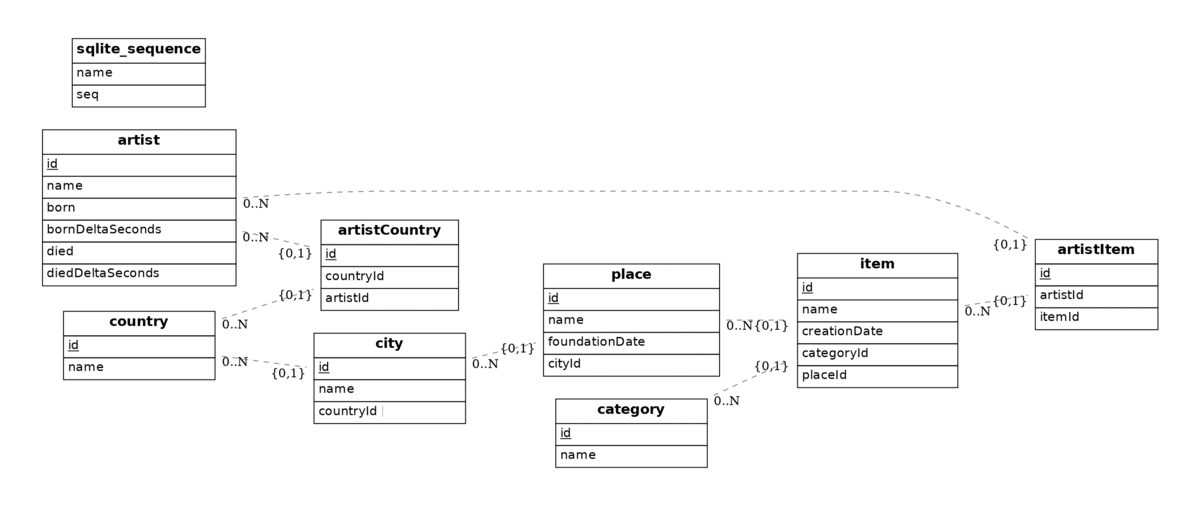 sqlite_sequence
name
seq
artist
id
name
born
bornDeltaSeconds
died
diedDeltaSeconds
0..N
0..N
{0,1}
artistCountry
id
countryId
artistId
{0,1}
{0,1}
country
id
name
0..N
0..N
{0,1}
city
id
name
countryId
0..N
{0,1}
place
id
name
foundationDate
cityId
0..N
{0,1}
category
id
name
0..N
{0,1}
item
id
name
creationDate
categoryId
placeId
0..N
{0,1}
artistItem
id
artistId
itemId